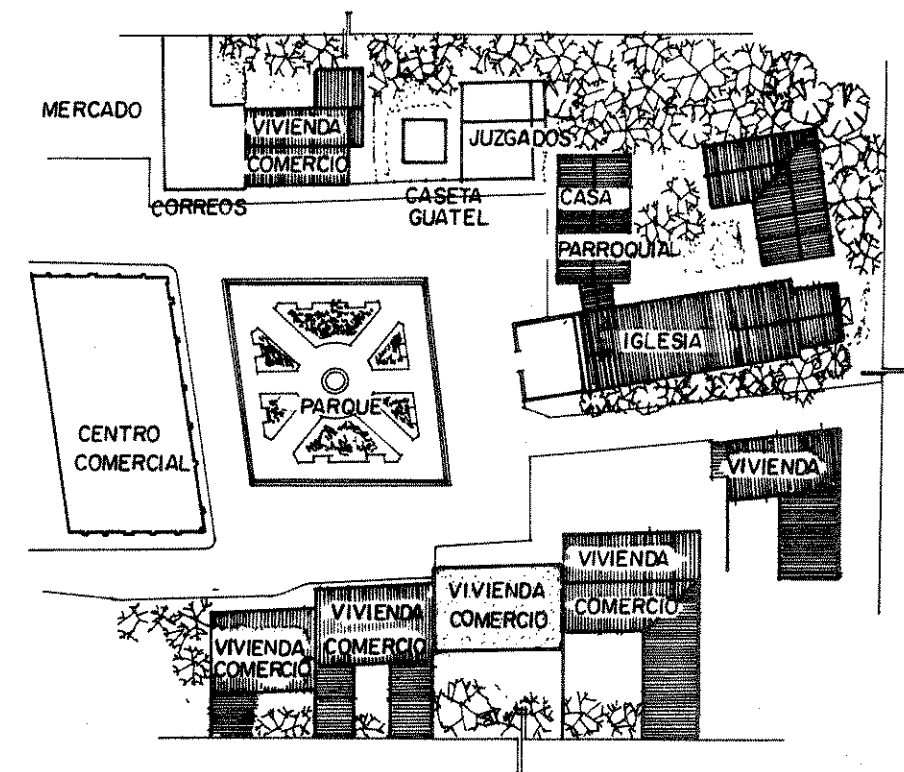 MERCADO
VIVIENDA
COMERCIO
CORREOS
CASETA
GUATEL
JUZGADOS
CASA
PARROQUIAL
IGLESIA
PARQUE
CENTRO
COMERCIAL
VIVIENDA
VIVIENDA
COMERCIO
VIVIENDA
COMERCIO
VIVIENDA
COMERCIO
VIVIENDA
COMERCIO